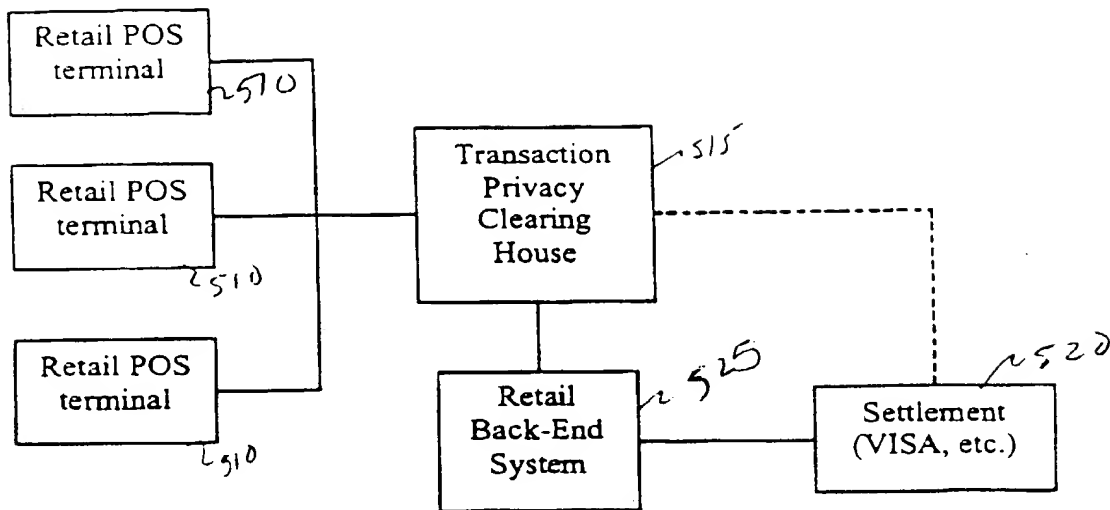 Retail POS
terminal
510
Retail POS
terminal
510
Retail POS
terminal
510
Transaction
Privacy
Clearing
House
515
Retail
Back-End
System
525
Settlement
(VISA, etc.)
520